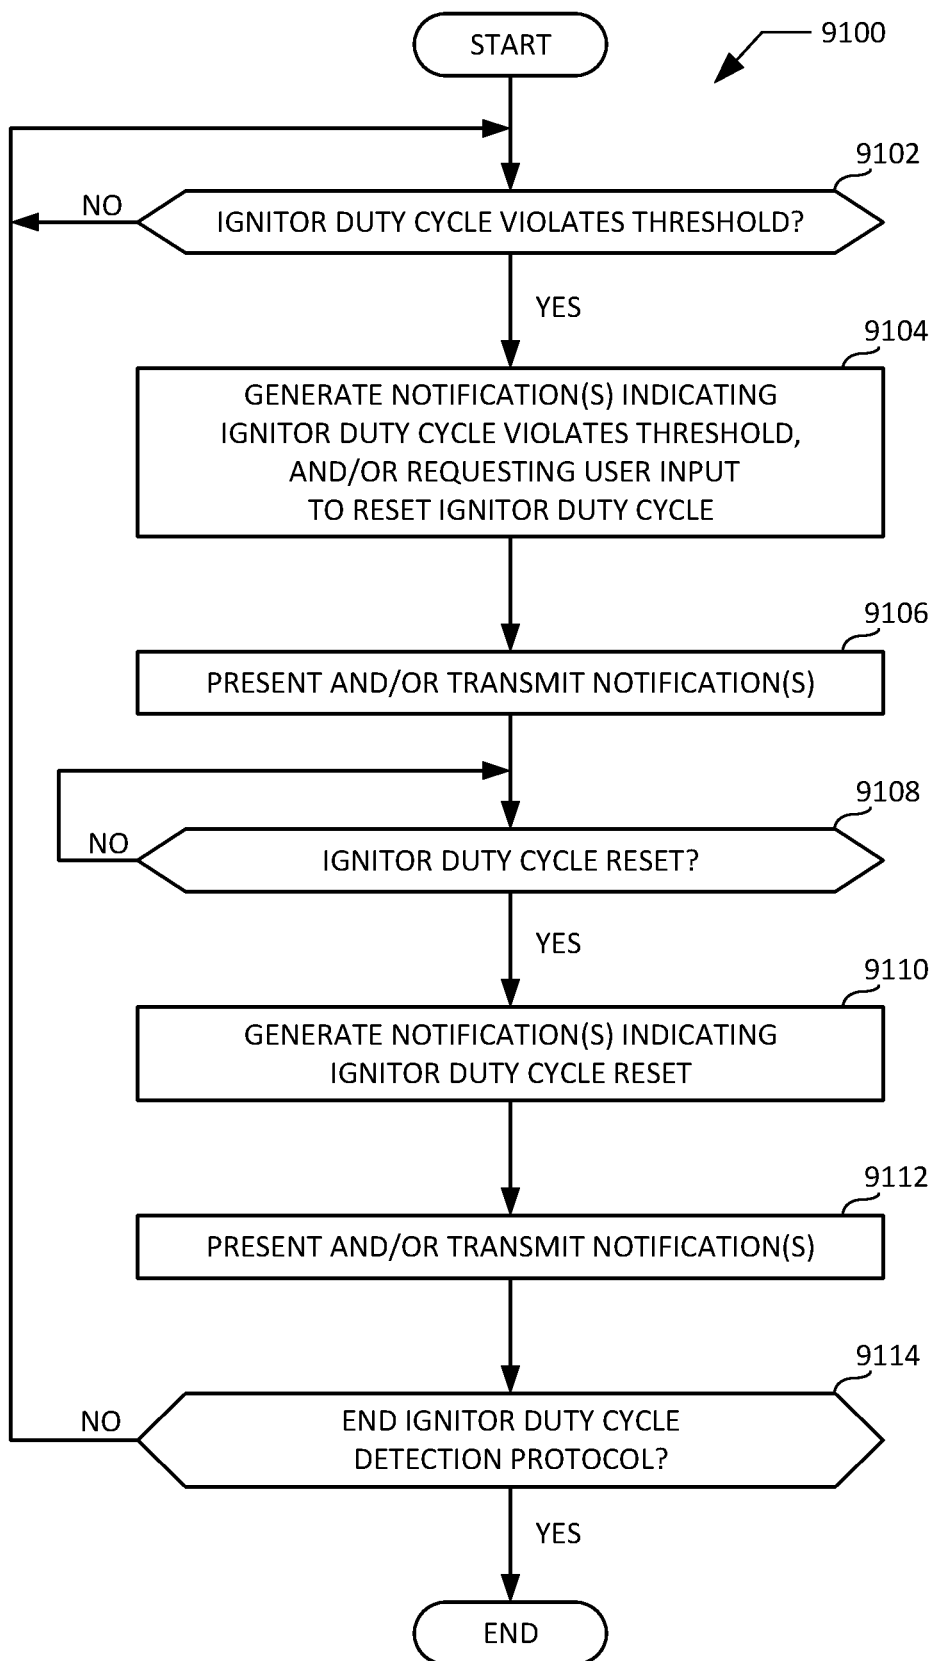 START
9100
9102
NO
IGNITOR DUTY CYCLE VIOLATES THRESHOLD?
YES
9104
GENERATE NOTIFICATION(S) INDICATING
IGNITOR DUTY CYCLE VIOLATES THRESHOLD,
AND/OR REQUESTING USER INPUT
TO RESET IGNITOR DUTY CYCLE
9106
PRESENT AND/OR TRANSMIT NOTIFICATION(S)
9108
NO
IGNITOR DUTY CYCLE RESET?
YES
9110
GENERATE NOTIFICATION(S) INDICATING
IGNITOR DUTY CYCLE RESET
9112
PRESENT AND/OR TRANSMIT NOTIFICATION(S)
9114
NO
END IGNITOR DUTY CYCLE
DETECTION PROTOCOL?
YES
END